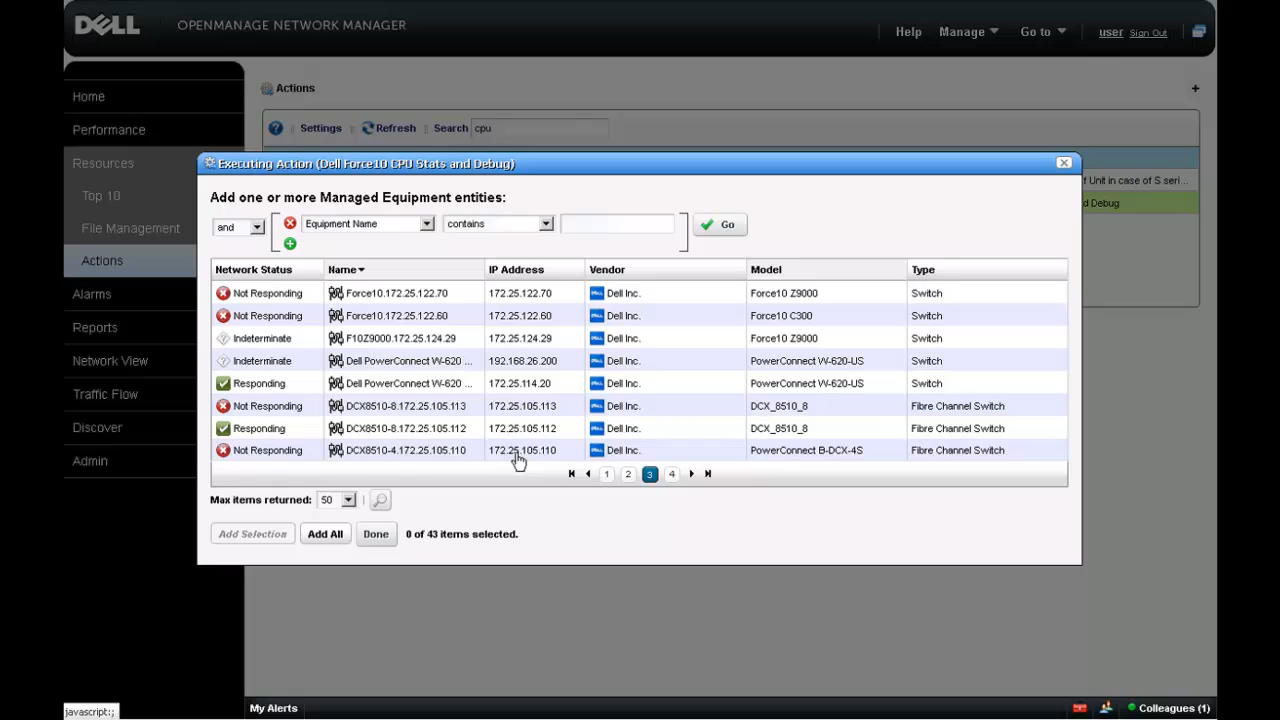 DELL OPENMANAGE NETWORK MANAGER
Help Manage Go to user Sign Out
Home
Performance
Resources
Top 10
File Management
Actions
Alarms
Reports
Network View
Traffic Flow
Discover
Admin
Actions +
Settings Refresh Search cpu
of Unit in case of S seri...
d Debug
Executing Action (Dell Force10 CPU Stats and Debug)
Add one or more Managed Equipment entities:
and Equipment Name contains Go
Network Status Name IP Address Vendor Model Type
Not Responding Force10.172.25.122.70 172.25.122.70 Dell Inc. Force10 Z9000 Switch
Not Responding Force10.172.25.122.60 172.25.122.60 Dell Inc. Force10 C300 Switch
Indeterminate F10Z9000.172.25.124.29 172.25.124.29 Dell Inc. Force10 Z9000 Switch
Indeterminate Dell PowerConnect W-620 ... 192.168.26.200 Dell Inc. PowerConnect W-620-US Switch
Responding Dell PowerConnect W-620 ... 172.25.114.20 Dell Inc. PowerConnect W-620-US Switch
Not Responding DCX8510-8.172.25.105.113 172.25.105.113 Dell Inc. DCX_8510_8 Fibre Channel Switch
Responding DCX8510-8.172.25.105.112 172.25.105.112 Dell Inc. DCX_8510_8 Fibre Channel Switch
Not Responding DCX8510-4.172.25.105.110 172.25.105.110 Dell Inc. PowerConnect B-DCX-4S Fibre Channel Switch
1 2 3 4
Max items returned: 50
Add Selection Add All Done 0 of 43 items selected.
javascript:;
My Alerts
Colleagues (1)